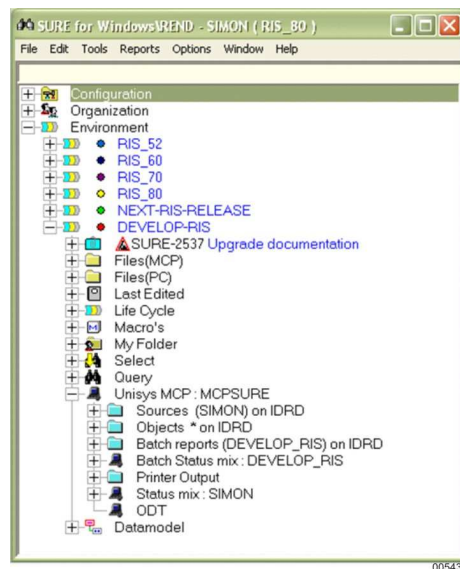 SURE for Windows\REND - SIMON ( RIS_80 )
File Edit Tools Reports Options Window Help
Configuration
Organization
Environment
RIS_52
RIS_60
RIS_70
RIS_80
NEXT-RIS-RELEASE
DEVELOP-RIS
SURE-2537 Upgrade documentation
Files(MCP)
Files(PC)
Last Edited
Life Cycle
M Macro's
My Folder
Select
Query
Unisys MCP : MCPSURE
Sources (SIMON) on IDRD
Objects * on IDRD
Batch reports (DEVELOP_RIS) on IDRD
Batch Status mix : DEVELOP_RIS
Printer Output
Status mix : SIMON
ODT
Datamodel
00543